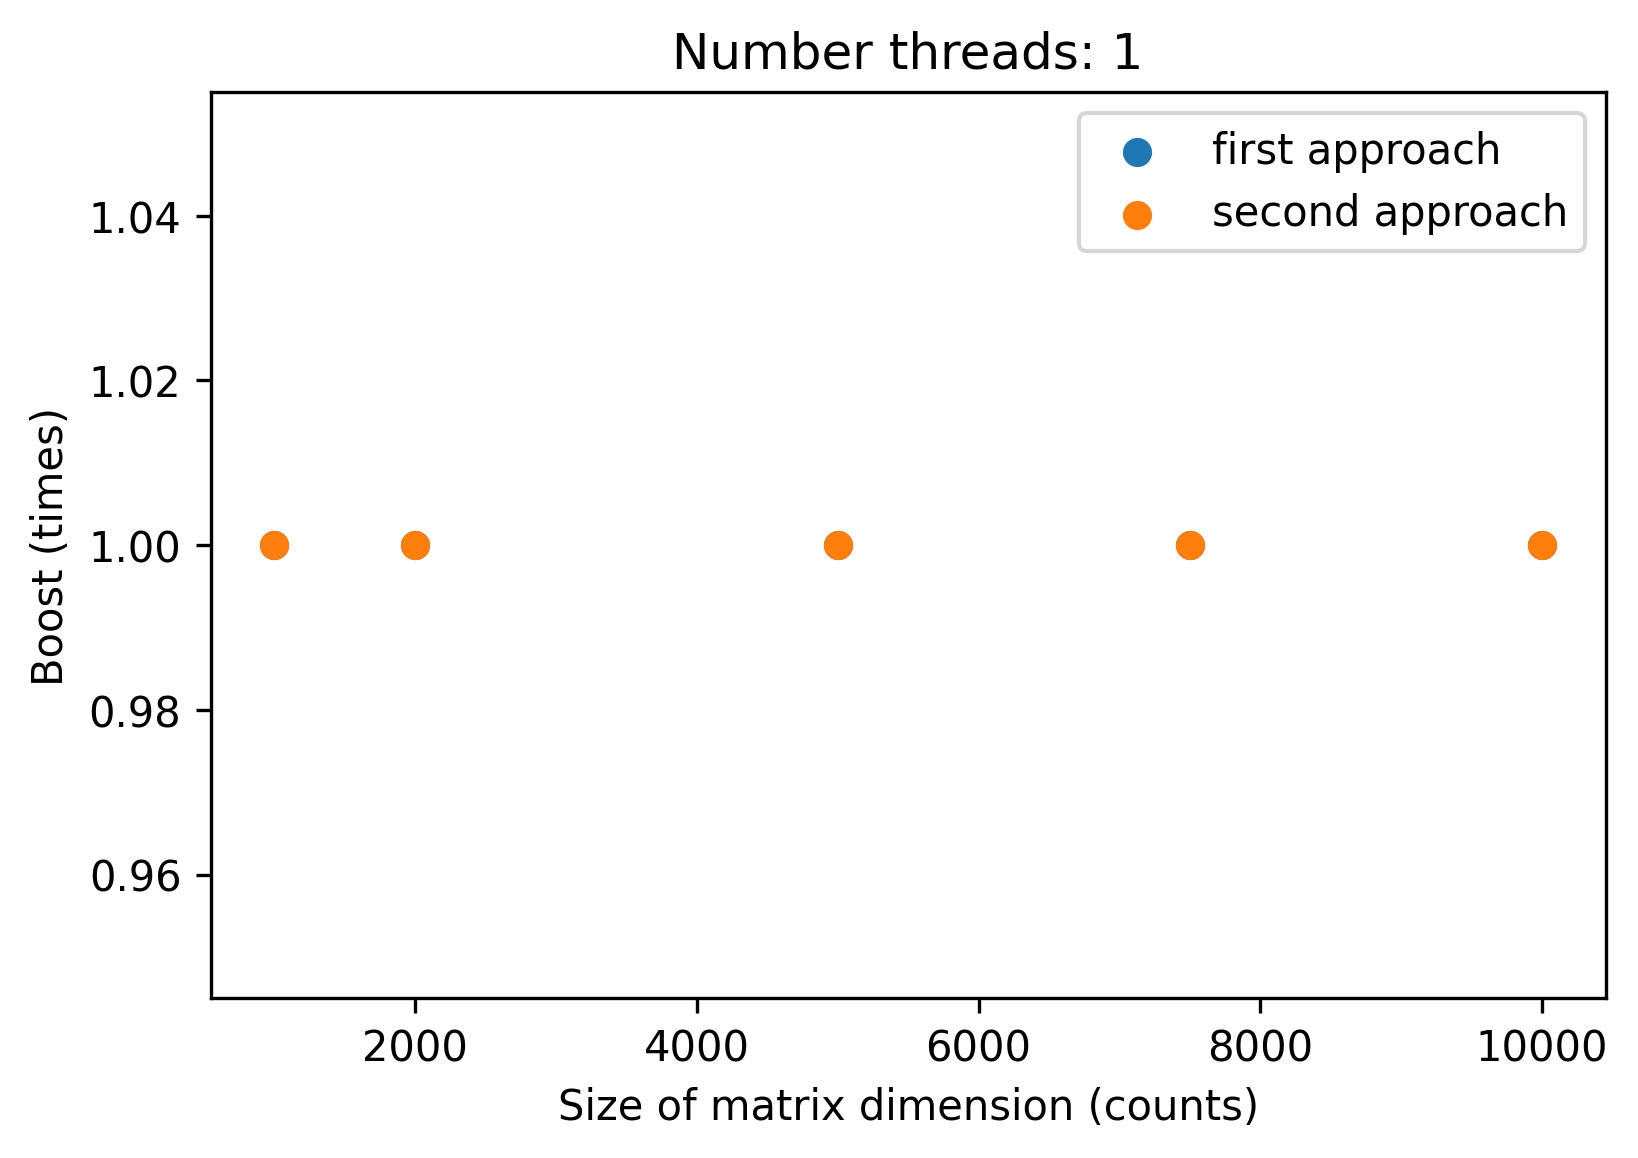 Number threads: 1
first approach
second approach
1.04
1.02
1.00
0.98
0.96
Boost (times)
2000 4000 6000 8000 10000
Size of matrix dimension (counts)